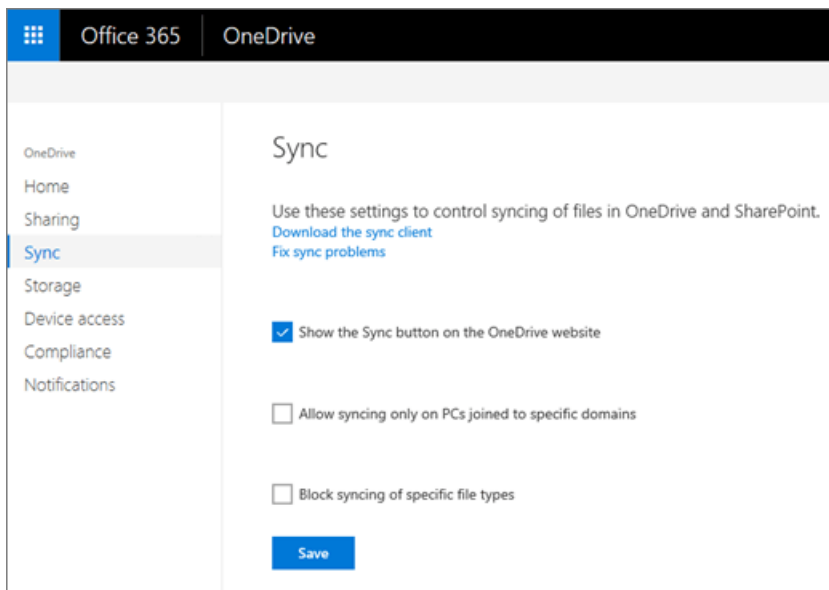 Office 365
OneDrive
OneDrive
Home
Sharing
Sync
Storage
Device access
Compliance
Notifications
Sync
Use these settings to control syncing of files in OneDrive and SharePoint.
Download the sync client
Fix sync problems
Show the Sync button on the OneDrive website
Allow syncing only on PCs joined to specific domains
Block syncing of specific file types
Save